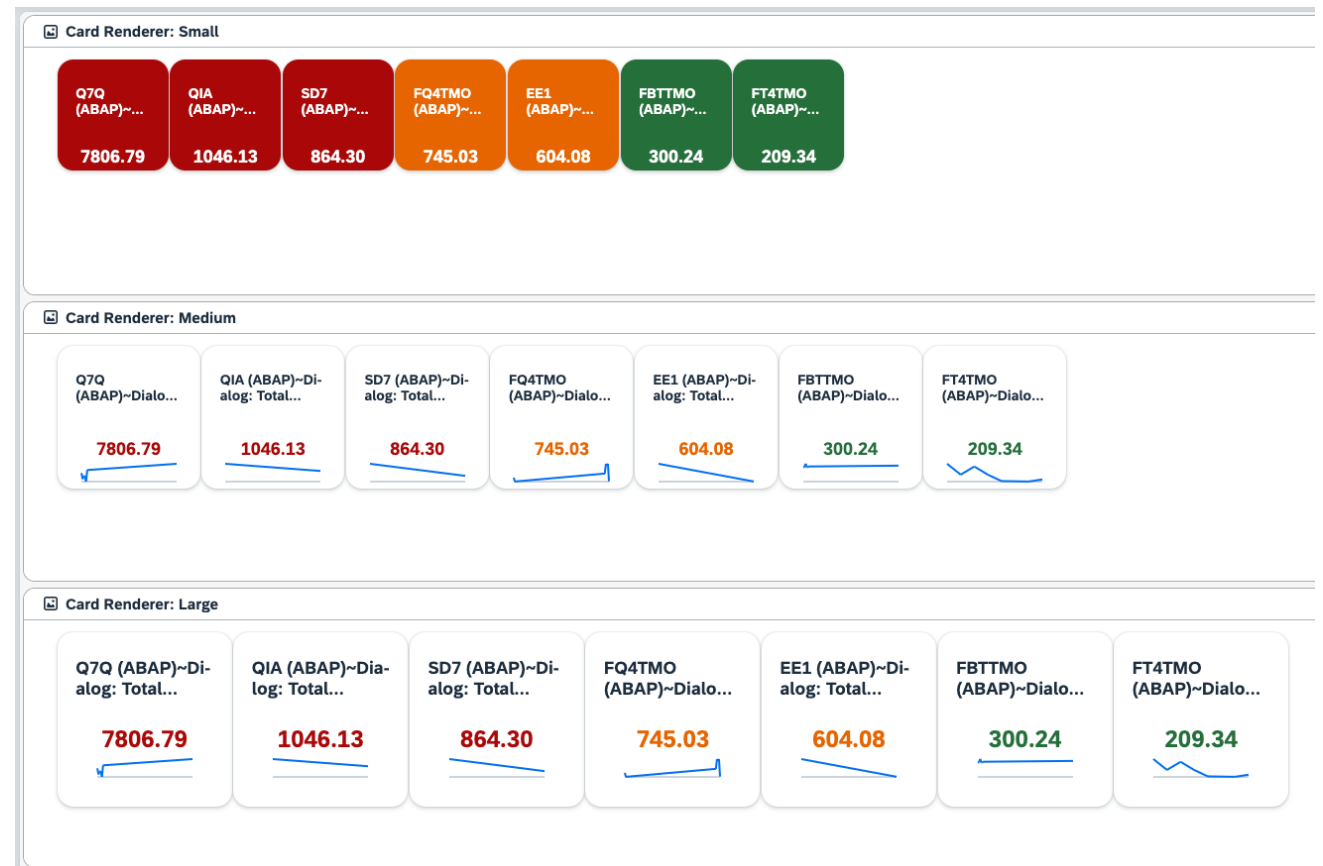 Card Renderer: Small
Q7Q
(ABAP)~...
7806.79
QIA
(ABAP)~...
1046.13
SD7
(ABAP)~...
864.30
FQ4TMO
(ABAP)~...
745.03
EE1
(ABAP)~...
604.08
FBTTMO
(ABAP)~...
300.24
FT4TMO
(ABAP)~...
209.34
Card Renderer: Medium
Q7Q
(ABAP)~Dialo...
7806.79
QIA (ABAP)~Di-
alog: Total...
1046.13
SD7 (ABAP)~Di-
alog: Total...
864.30
FQ4TMO
(ABAP)~Dialo...
745.03
EE1 (ABAP)~Di-
alog: Total...
604.08
FBTTMO
(ABAP)~Dialo...
300.24
FT4TMO
(ABAP)~Dialo...
209.34
Card Renderer: Large
Q7Q (ABAP)~Di-
alog: Total...
7806.79
QIA (ABAP)~Dia-
log: Total...
1046.13
SD7 (ABAP)~Di-
alog: Total...
864.30
FQ4TMO
(ABAP)~Dialo...
745.03
EE1 (ABAP)~Di-
alog: Total...
604.08
FBTTMO
(ABAP)~Dialo...
300.24
FT4TMO
(ABAP)~Dialo...
209.34